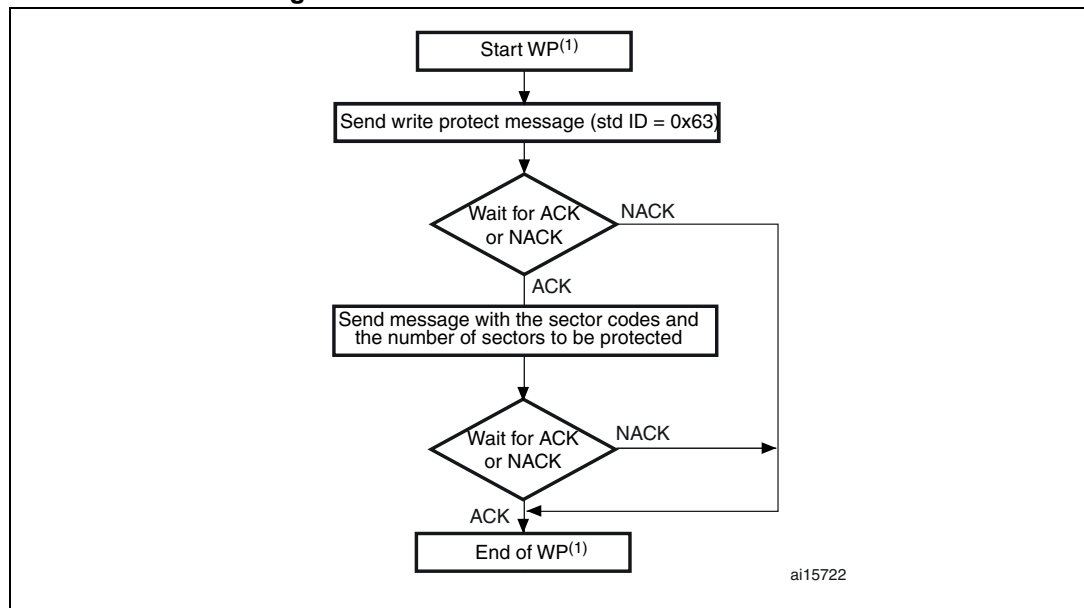 Start WP(1)
Send write protect message (std ID = 0x63)
Wait for ACK
or NACK
NACK
ACK
Send message with the sector codes and
the number of sectors to be protected
Wait for ACK
or NACK
NACK
ACK
End of WP(1)
ai15722